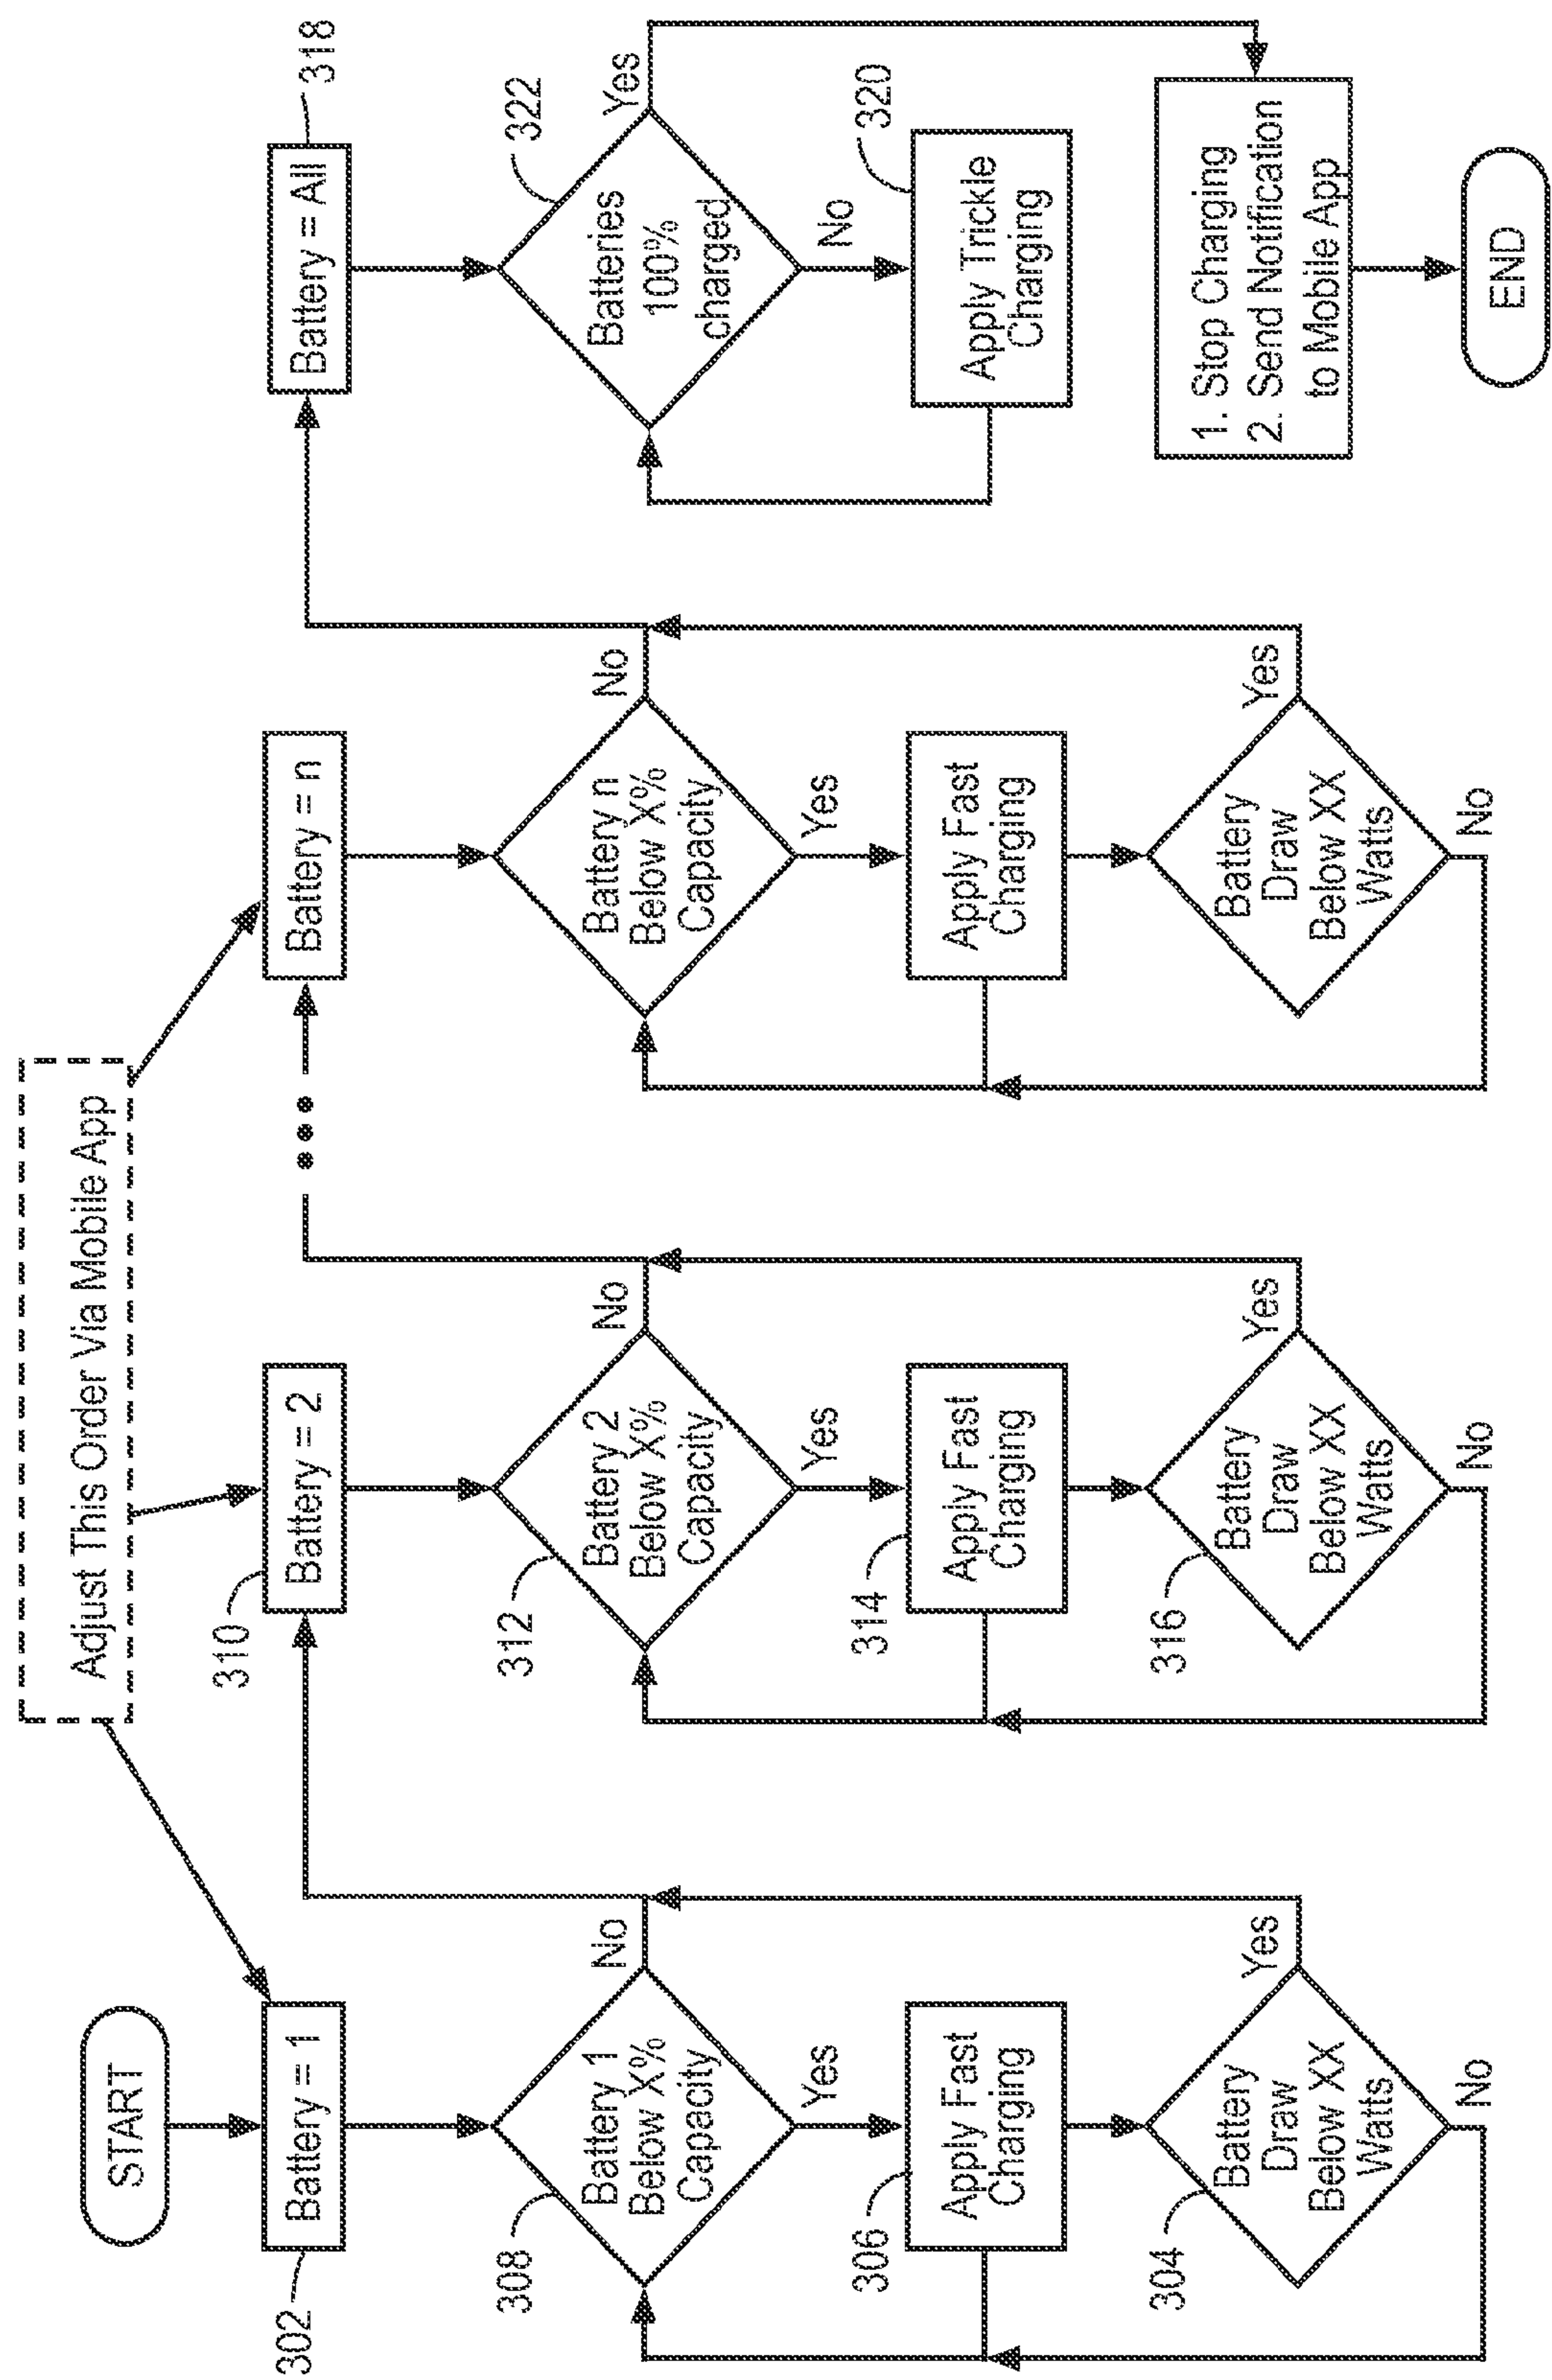 Adjust This Order Via Mobile App
START
Battery = 1
302
Battery 1
Below X%
Capacity
308
No
Yes
Apply Fast
Charging
306
Battery
Draw
Below XX
Watts
304
Yes
No
Battery = 2
310
Battery 2
Below X%
Capacity
312
No
Yes
Apply Fast
Charging
314
Battery
Draw
Below XX
Watts
316
Yes
No
Battery = n
Battery n
Below X%
Capacity
No
Yes
Apply Fast
Charging
Battery
Draw
Below XX
Watts
Yes
No
Battery = All
318
Batteries
100%
charged
322
Yes
No
Apply Trickle
Charging
320
1. Stop Charging
2. Send Notification
to Mobile App
END